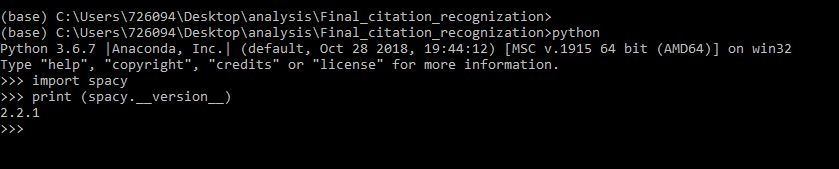 (base) C:\Users\726094\Desktop\analysis\Final_citation_recognization>
(base) C:\Users\726094\Desktop\analysis\Final_citation_recognization>python
Python 3.6.7 |Anaconda, Inc.| (default, Oct 28 2018, 19:44:12) [MSC v.1915 64 bit (AMD64)] on win32
Type "help", "copyright", "credits" or "license" for more information.
>>> import spacy
>>> print (spacy.__version__)
2.2.1
>>>